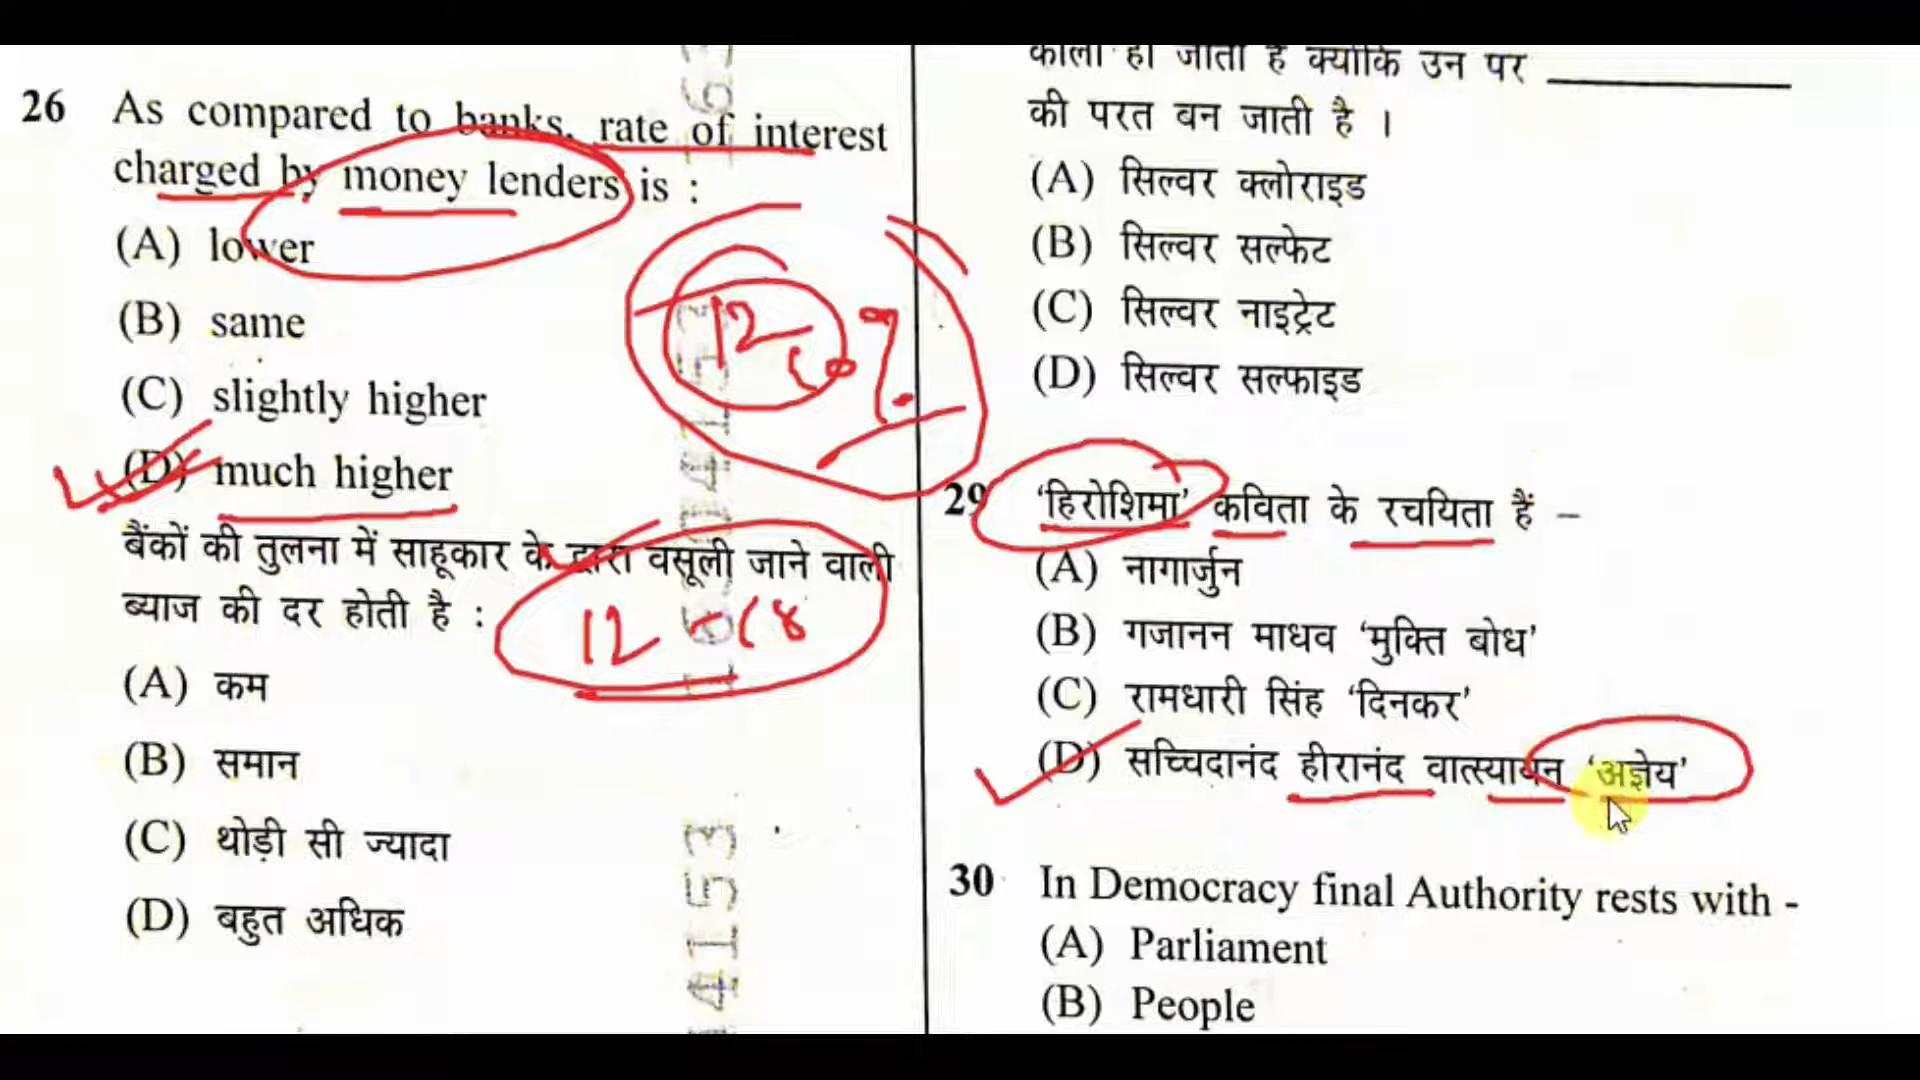 26 As compared to banks, rate of interest
charged by money lenders is :
(A) lower
(B) same
(C) slightly higher
(D) much higher
बैंकों की तुलना में साहूकार के द्वारा वसूली जाने वाली
ब्याज की दर होती है :
12 - 18
(A) कम
(B) समान
(C) थोड़ी सी ज्यादा
(D) बहुत अधिक
काला हो जाता है क्योंकि उन पर
की परत बन जाती है ।
(A) सिल्वर क्लोराइड
(B) सिल्वर सल्फेट
(C) सिल्वर नाइट्रेट
(D) सिल्वर सल्फाइड
29 'हिरोशिमा' कविता के रचयिता हैं –
(A) नागार्जुन
(B) गजानन माधव 'मुक्ति बोध'
(C) रामधारी सिंह 'दिनकर'
(D) सच्चिदानंद हीरानंद वात्स्यायन 'अज्ञेय'
30 In Democracy final Authority rests with -
(A) Parliament
(B) People